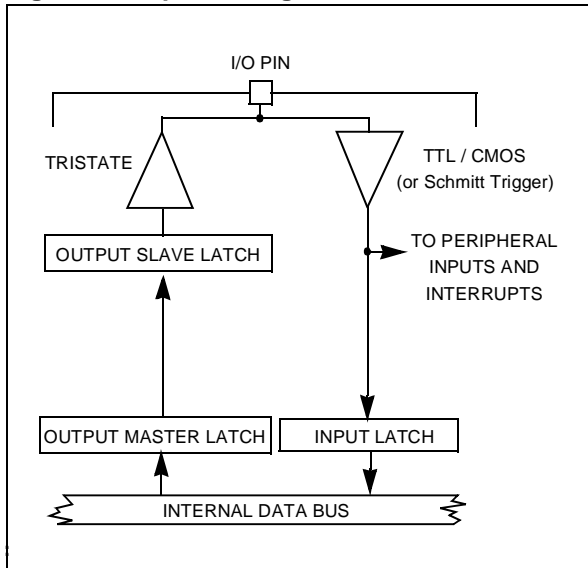 I/O PIN
TRISTATE
TTL / CMOS
(or Schmitt Trigger)
OUTPUT SLAVE LATCH
TO PERIPHERAL
INPUTS AND
INTERRUPTS
OUTPUT MASTER LATCH
INPUT LATCH
INTERNAL DATA BUS